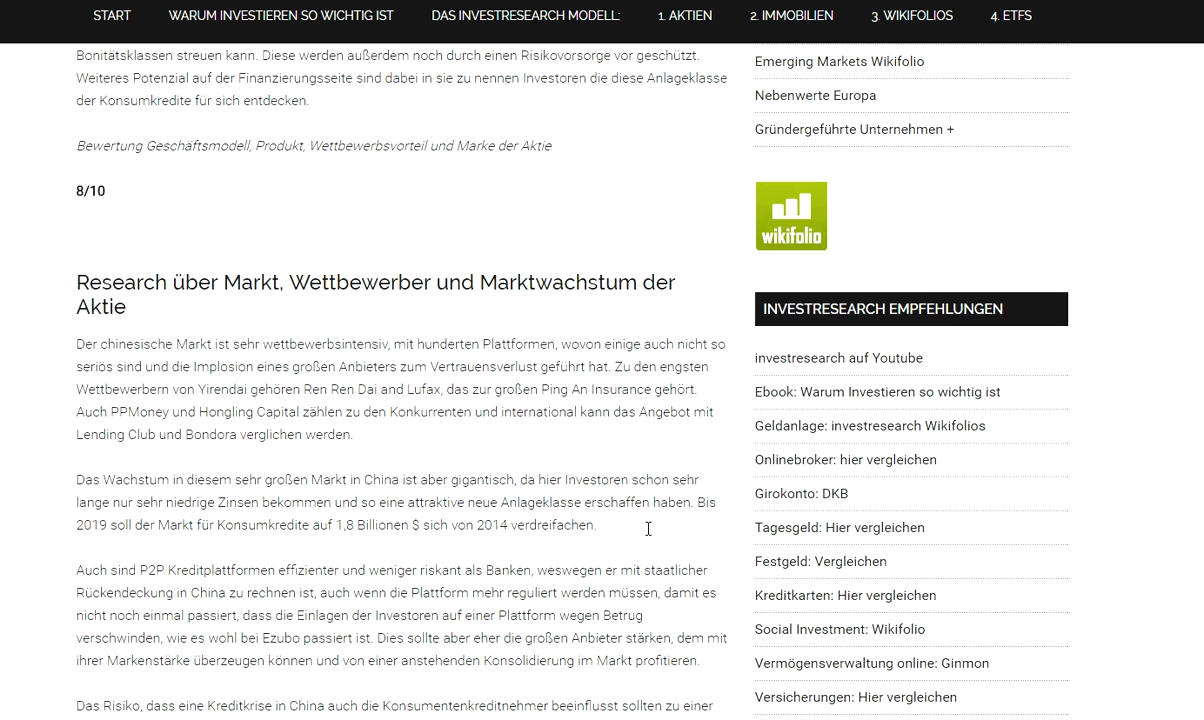 START WARUM INVESTIEREN SO WICHTIG IST DAS INVESTRESEARCH MODELL: 1. AKTIEN 2. IMMOBILIEN 3. WIKIFOLIOS 4. ETFS
Bonitätsklassen streuen kann. Diese werden außerdem noch durch einen Risikovorsorge vor geschützt.
Weiteres Potenzial auf der Finanzierungsseite sind dabei in sie zu nennen Investoren die diese Anlageklasse
der Konsumkredite für sich entdecken.
Bewertung Geschäftsmodell, Produkt, Wettbewerbsvorteil und Marke der Aktie
8/10
Research über Markt, Wettbewerber und Marktwachstum der
Aktie
Der chinesische Markt ist sehr wettbewerbsintensiv, mit hunderten Plattformen, wovon einige auch nicht so
seriös sind und die Implosion eines großen Anbieters zum Vertrauensverlust geführt hat. Zu den engsten
Wettbewerbern von Yirendai gehören Ren Ren Dai and Lufax, das zur großen Ping An Insurance gehört.
Auch PPMoney und Hongling Capital zählen zu den Konkurrenten und international kann das Angebot mit
Lending Club und Bondora verglichen werden.
Das Wachstum in diesem sehr großen Markt in China ist aber gigantisch, da hier Investoren schon sehr
lange nur sehr niedrige Zinsen bekommen und so eine attraktive neue Anlageklasse erschaffen haben. Bis
2019 soll der Markt für Konsumkredite auf 1,8 Billionen $ sich von 2014 verdreifachen.
Auch sind P2P Kreditplattformen effizienter und weniger riskant als Banken, weswegen er mit staatlicher
Rückendeckung in China zu rechnen ist, auch wenn die Plattform mehr reguliert werden müssen, damit es
nicht noch einmal passiert, dass die Einlagen der Investoren auf einer Plattform wegen Betrug
verschwinden, wie es wohl bei Ezubo passiert ist. Dies sollte aber eher die großen Anbieter stärken, dem mit
ihrer Markenstärke überzeugen können und von einer anstehenden Konsolidierung im Markt profitieren.
Das Risiko, dass eine Kreditkrise in China auch die Konsumentenkreditnehmer beeinflusst sollten zu einer
Emerging Markets Wikifolio
Nebenwerte Europa
Gründergeführte Unternehmen +
wikifolio
INVESTRESEARCH EMPFEHLUNGEN
investresearch auf Youtube
Ebook: Warum Investieren so wichtig ist
Geldanlage: investresearch Wikifolios
Onlinebroker: hier vergleichen
Girokonto: DKB
Tagesgeld: Hier vergleichen
Festgeld: Vergleichen
Kreditkarten: Hier vergleichen
Social Investment: Wikifolio
Vermögensverwaltung online: Ginmon
Versicherungen: Hier vergleichen